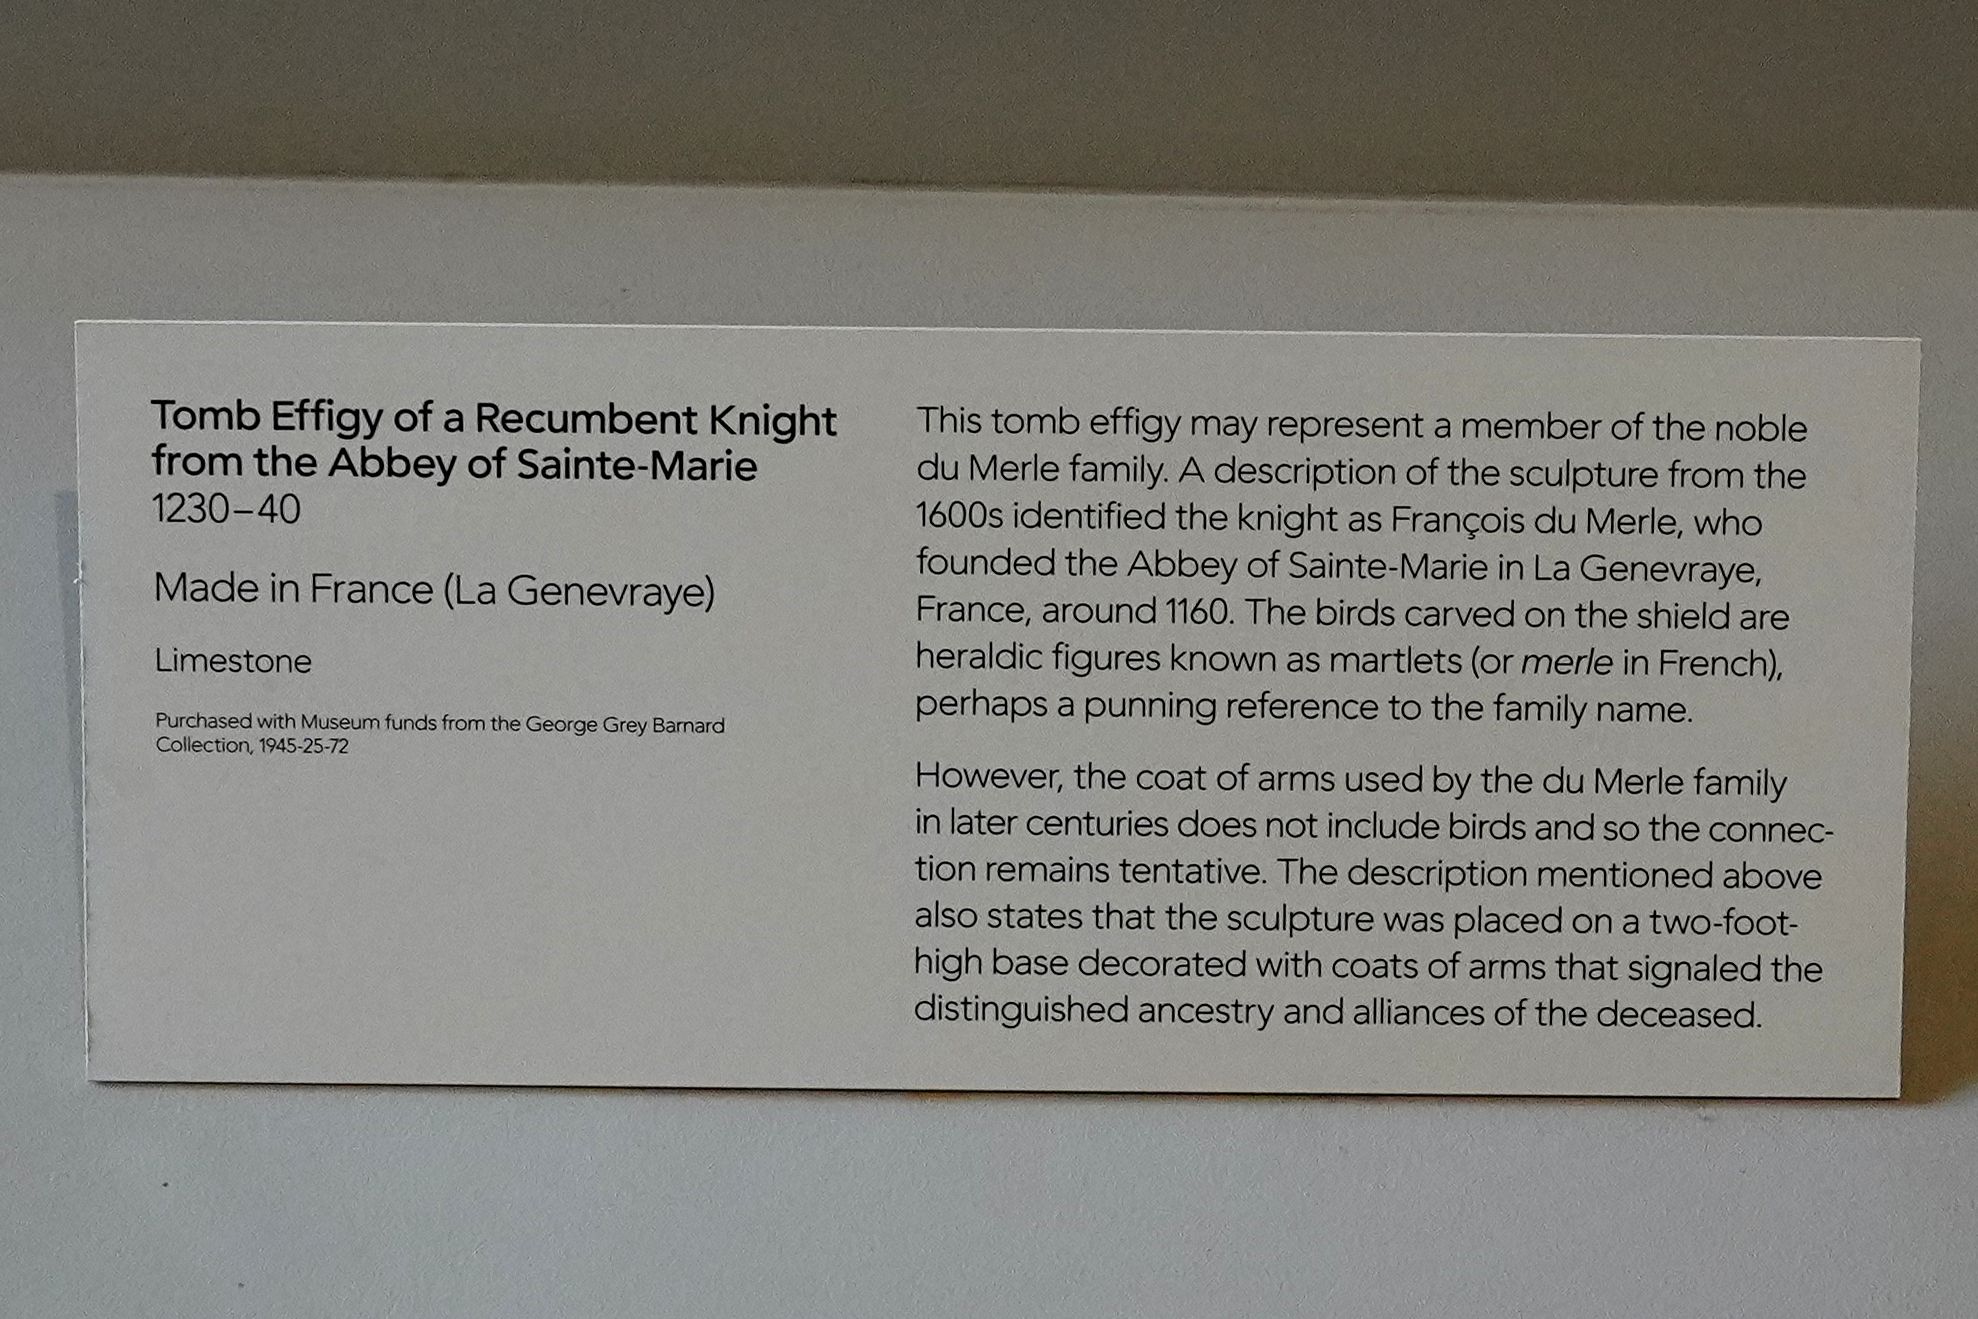 Tomb Effigy of a Recumbent Knight
from the Abbey of Sainte-Marie
1230–40
Made in France (La Genevraye)
Limestone
Purchased with Museum funds from the George Grey Barnard
Collection, 1945-25-72
This tomb effigy may represent a member of the noble
du Merle family. A description of the sculpture from the
1600s identified the knight as François du Merle, who
founded the Abbey of Sainte-Marie in La Genevraye,
France, around 1160. The birds carved on the shield are
heraldic figures known as martlets (or merle in French),
perhaps a punning reference to the family name.
However, the coat of arms used by the du Merle family
in later centuries does not include birds and so the connec-
tion remains tentative. The description mentioned above
also states that the sculpture was placed on a two-foot-
high base decorated with coats of arms that signaled the
distinguished ancestry and alliances of the deceased.